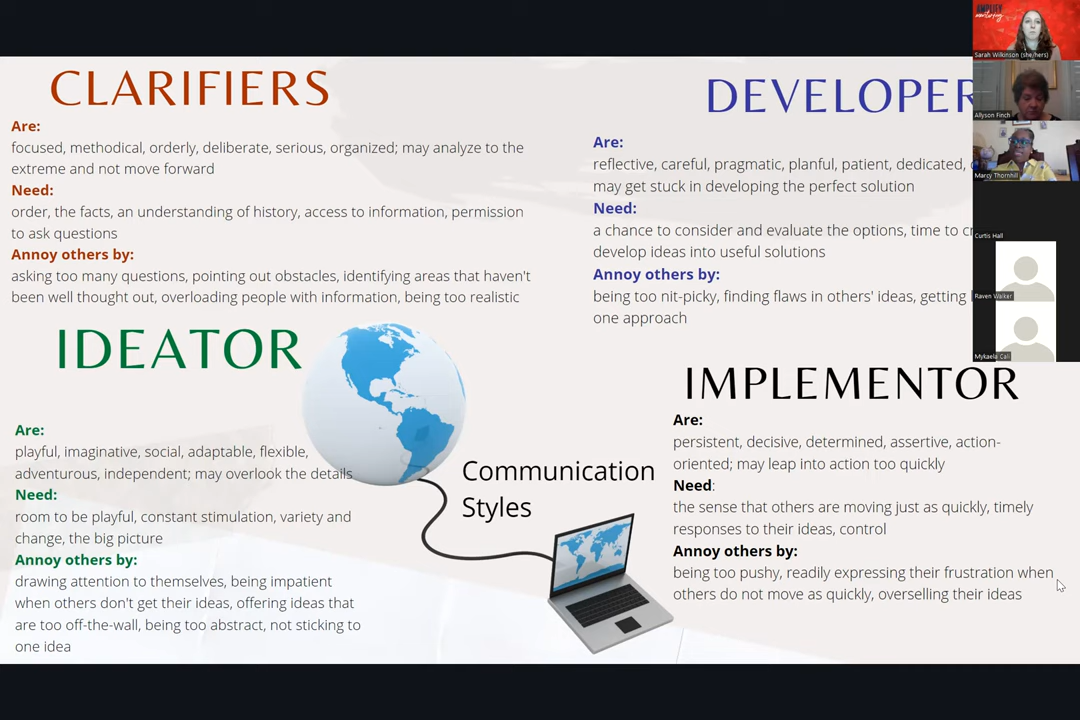 CLARIFIERS
Are:
focused, methodical, orderly, deliberate, serious, organized; may analyze to the
extreme and not move forward
Need:
order, the facts, an understanding of history, access to information, permission
to ask questions
Annoy others by:
asking too many questions, pointing out obstacles, identifying areas that haven't
been well thought out, overloading people with information, being too realistic
DEVELOPER
Are:
reflective, careful, pragmatic, planful, patient, dedicated,
may get stuck in developing the perfect solution
Need:
a chance to consider and evaluate the options, time to
develop ideas into useful solutions
Annoy others by:
being too nit-picky, finding flaws in others' ideas, getting
one approach
IDEATOR
Are:
playful, imaginative, social, adaptable, flexible,
adventurous, independent; may overlook the details
Need:
room to be playful, constant stimulation, variety and
change, the big picture
Annoy others by:
drawing attention to themselves, being impatient
when others don't get their ideas, offering ideas that
are too off-the-wall, being too abstract, not sticking to
one idea
Communication
Styles
IMPLEMENTOR
Are:
persistent, decisive, determined, assertive, action-
oriented; may leap into action too quickly
Need:
the sense that others are moving just as quickly, timely
responses to their ideas, control
Annoy others by:
being too pushy, readily expressing their frustration when
others do not move as quickly, overselling their ideas
AMPLIFY
Sarah Wilkinson (she/hers)
Allyson Finch
Marcy Thornhill
Curtis Hall
Raven Walker
Mykaela Call